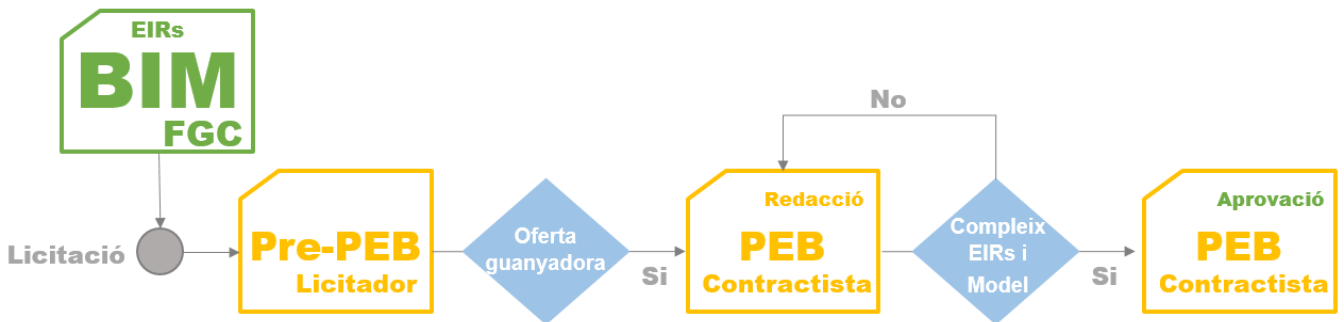 EIRs
BIM
FGC
Licitació
Pre-PEB
Licitador
Oferta
guanyadora
Si
Redacció
PEB
Contractista
No
Compleix
EIRs i
Model
Si
Aprovació
PEB
Contractista